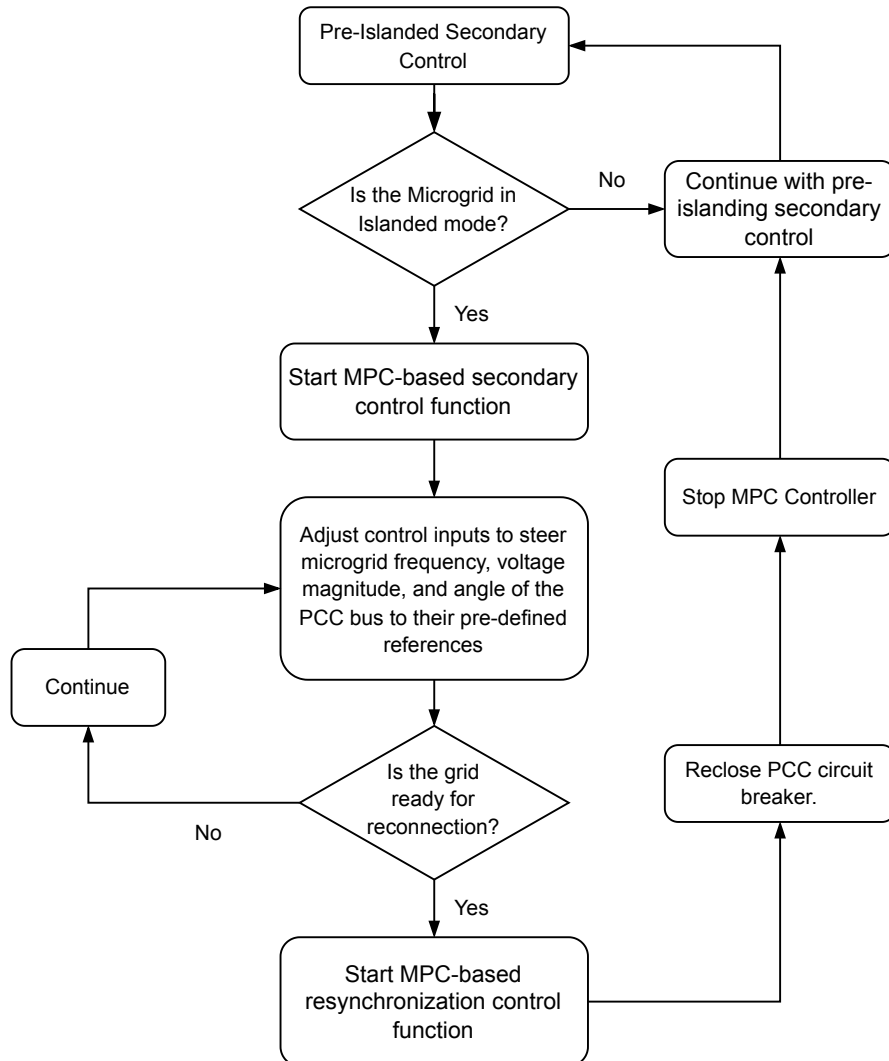 Pre-Islanded Secondary
Control
Is the Microgrid in
Islanded mode?
No
Continue with pre-
islanding secondary
control
Yes
Start MPC-based secondary
control function
Adjust control inputs to steer
microgrid frequency, voltage
magnitude, and angle of the
PCC bus to their pre-defined
references
Stop MPC Controller
Continue
Is the grid
ready for
reconnection?
No
Reclose PCC circuit
breaker.
Yes
Start MPC-based
resynchronization control
function